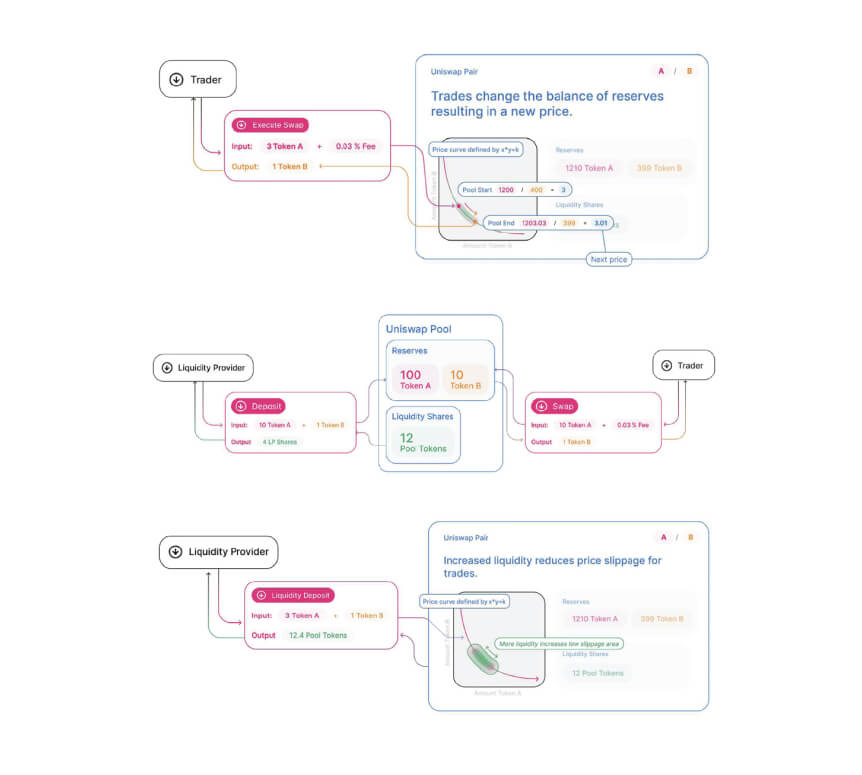 Trader
Uniswap Pair
A / B
Trades change the balance of reserves
resulting in a new price.
Execute Swap
Input: 3 Token A + 0.03 % Fee
Output: 1 Token B
Price curve defined by x*y=k
Reserves
1210 Token A 399 Token B
Pool Start 1200 / 400 = 3
Liquidity Shares
Pool End 1203.03 / 399 = 3.01
Amount Token B
Amount Token A
Next price
Uniswap Pool
Reserves
100
Token A
10
Token B
Liquidity Shares
12
Pool Tokens
Liquidity Provider
Deposit
Input: 10 Token A + 1 Token B
Output 4 LP Shares
Trader
Swap
Input: 10 Token A + 0.03 % Fee
Output 1 Token B
Liquidity Provider
Uniswap Pair
A / B
Increased liquidity reduces price slippage for
trades.
Liquidity Deposit
Input: 3 Token A + 1 Token B
Output 12.4 Pool Tokens
Price curve defined by x*y=k
Reserves
1210 Token A 399 Token B
More liquidity increases low slippage area
Liquidity Shares
12 Pool Tokens
Amount Token B
Amount Token A